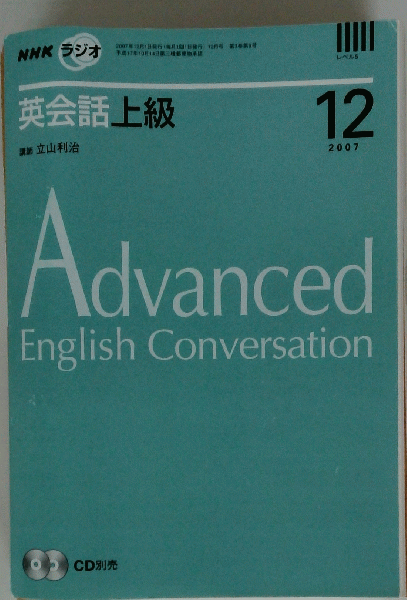 NHK ラジオ
レベル5
英会話上級
12
2007
講師 立山利治
Advanced
English Conversation
CD別売